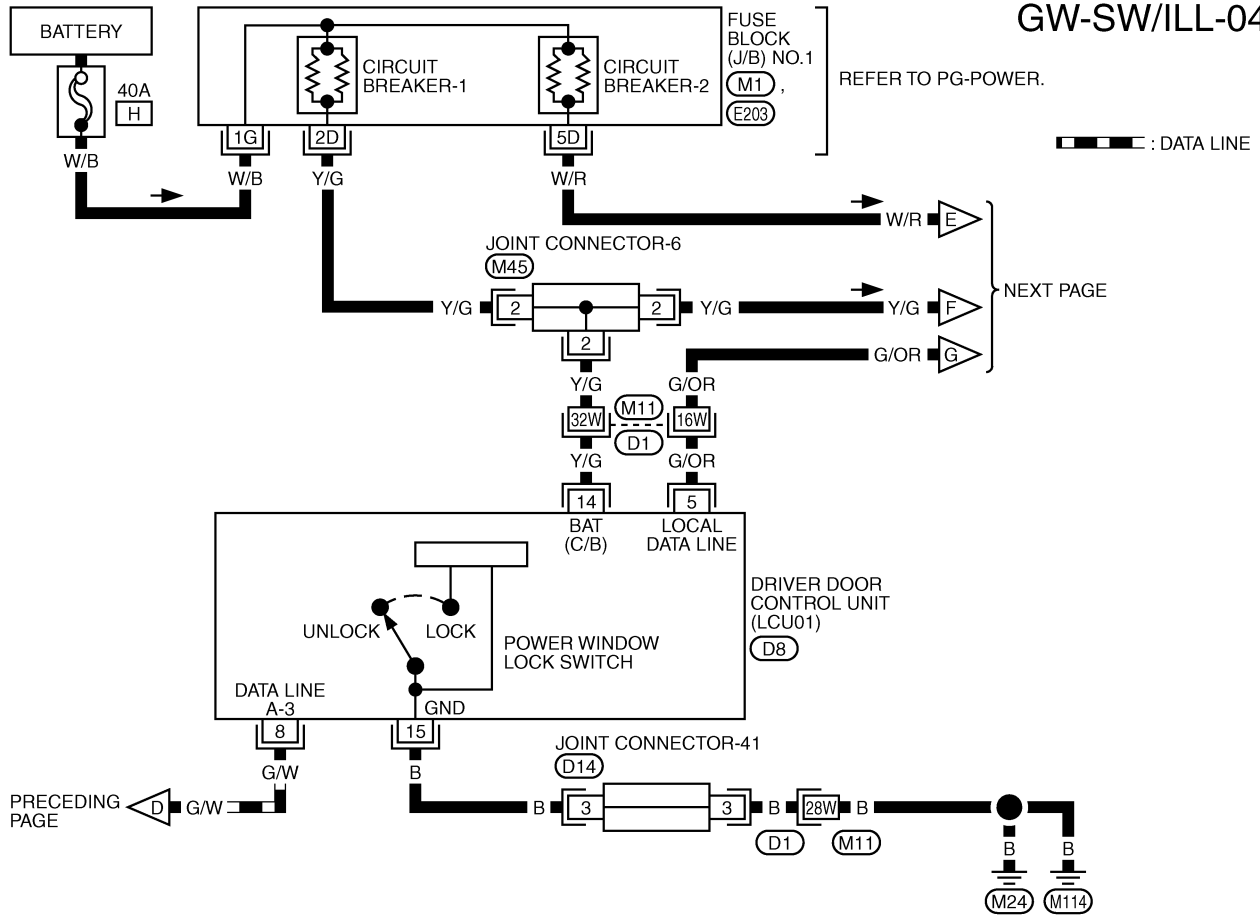 GW-SW/ILL-04
BATTERY
40A
H
W/B
CIRCUIT
BREAKER-1
CIRCUIT
BREAKER-2
FUSE
BLOCK
(J/B) NO.1
M1 ,
E203
REFER TO PG-POWER.
: DATA LINE
1G
2D
5D
W/B
Y/G
W/R
W/R
E
JOINT CONNECTOR-6
M45
Y/G
2
2
Y/G
Y/G
F
NEXT PAGE
2
G/OR
G
Y/G
G/OR
32W
M11
16W
D1
Y/G
G/OR
14
5
BAT
(C/B)
LOCAL
DATA LINE
DRIVER DOOR
CONTROL UNIT
(LCU01)
D8
UNLOCK
LOCK
POWER WINDOW
LOCK SWITCH
DATA LINE
A-3
GND
8
15
G/W
B
JOINT CONNECTOR-41
D14
PRECEDING
PAGE
D
G/W
B
3
3
B
28W
B
D1
M11
B
B
M24
M114